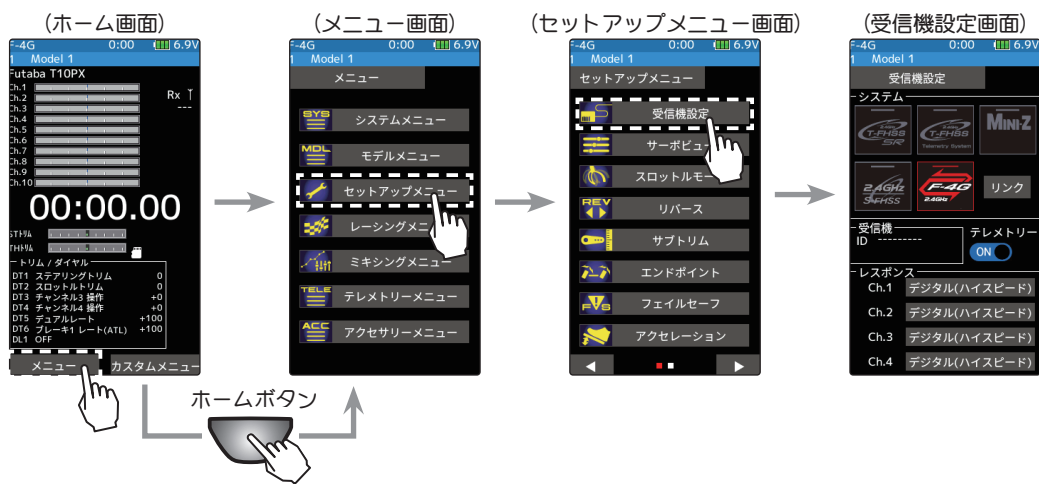 (ホーム画面)
F-4G 0:00 6.9V
1 Model 1
Futaba T10PX
Ch.1
Ch.2
Ch.3
Ch.4
Ch.5
Ch.6
Ch.7
Ch.8
Ch.9
Ch.10
Rx
---
00:00.00
STトリム
THトリム
トリム / ダイヤル
DT1 ステアリングトリム 0
DT2 スロットルトリム 0
DT3 チャンネル3 操作 +0
DT4 チャンネル4 操作 +0
DT5 デュアルレート +100
DT6 ブレーキ1 レート(ATL) +100
DL1 OFF
メニュー カスタムメニュー
ホームボタン
(メニュー画面)
F-4G 0:00 6.9V
1 Model 1
メニュー
SYS システムメニュー
MDL モデルメニュー
セットアップメニュー
レーシングメニ
ミキシングメニュー
TELE テレメトリーメニュー
ACC アクセサリーメニュー
(セットアップメニュー画面)
F-4G 0:00 6.9V
1 Model 1
セットアップメニュー
受信機設定
サーボビュー
スロットルモー
REV リバース
サブトリム
エンドポイント
F/S フェイルセーフ
アクセレーション
(受信機設定画面)
F-4G 0:00 6.9V
1 Model 1
受信機設定
システム
T-FHSS SR
T-FHSS Telemetry System
MINI-Z
2.4GHz S-FHSS
F-4G 2.4GHz
リンク
受信機
ID ---------
テレメトリー
ON
レスポンス
Ch.1 デジタル(ハイスピード)
Ch.2 デジタル(ハイスピード)
Ch.3 デジタル(ハイスピード)
Ch.4 デジタル(ハイスピード)